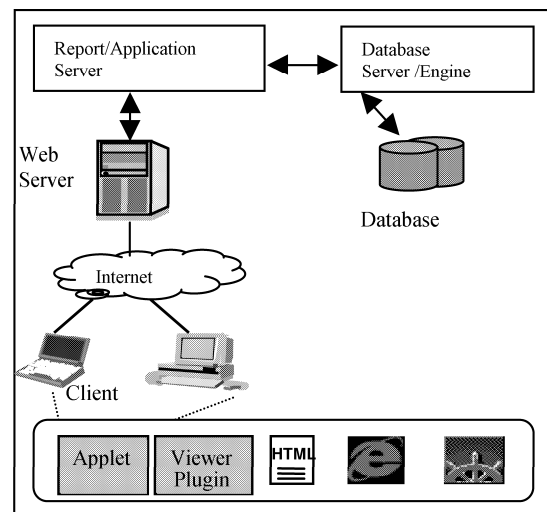 Report/Application
Server
Database
Server /Engine
Web
Server
Database
Internet
Client
Applet
Viewer
Plugin
HTML